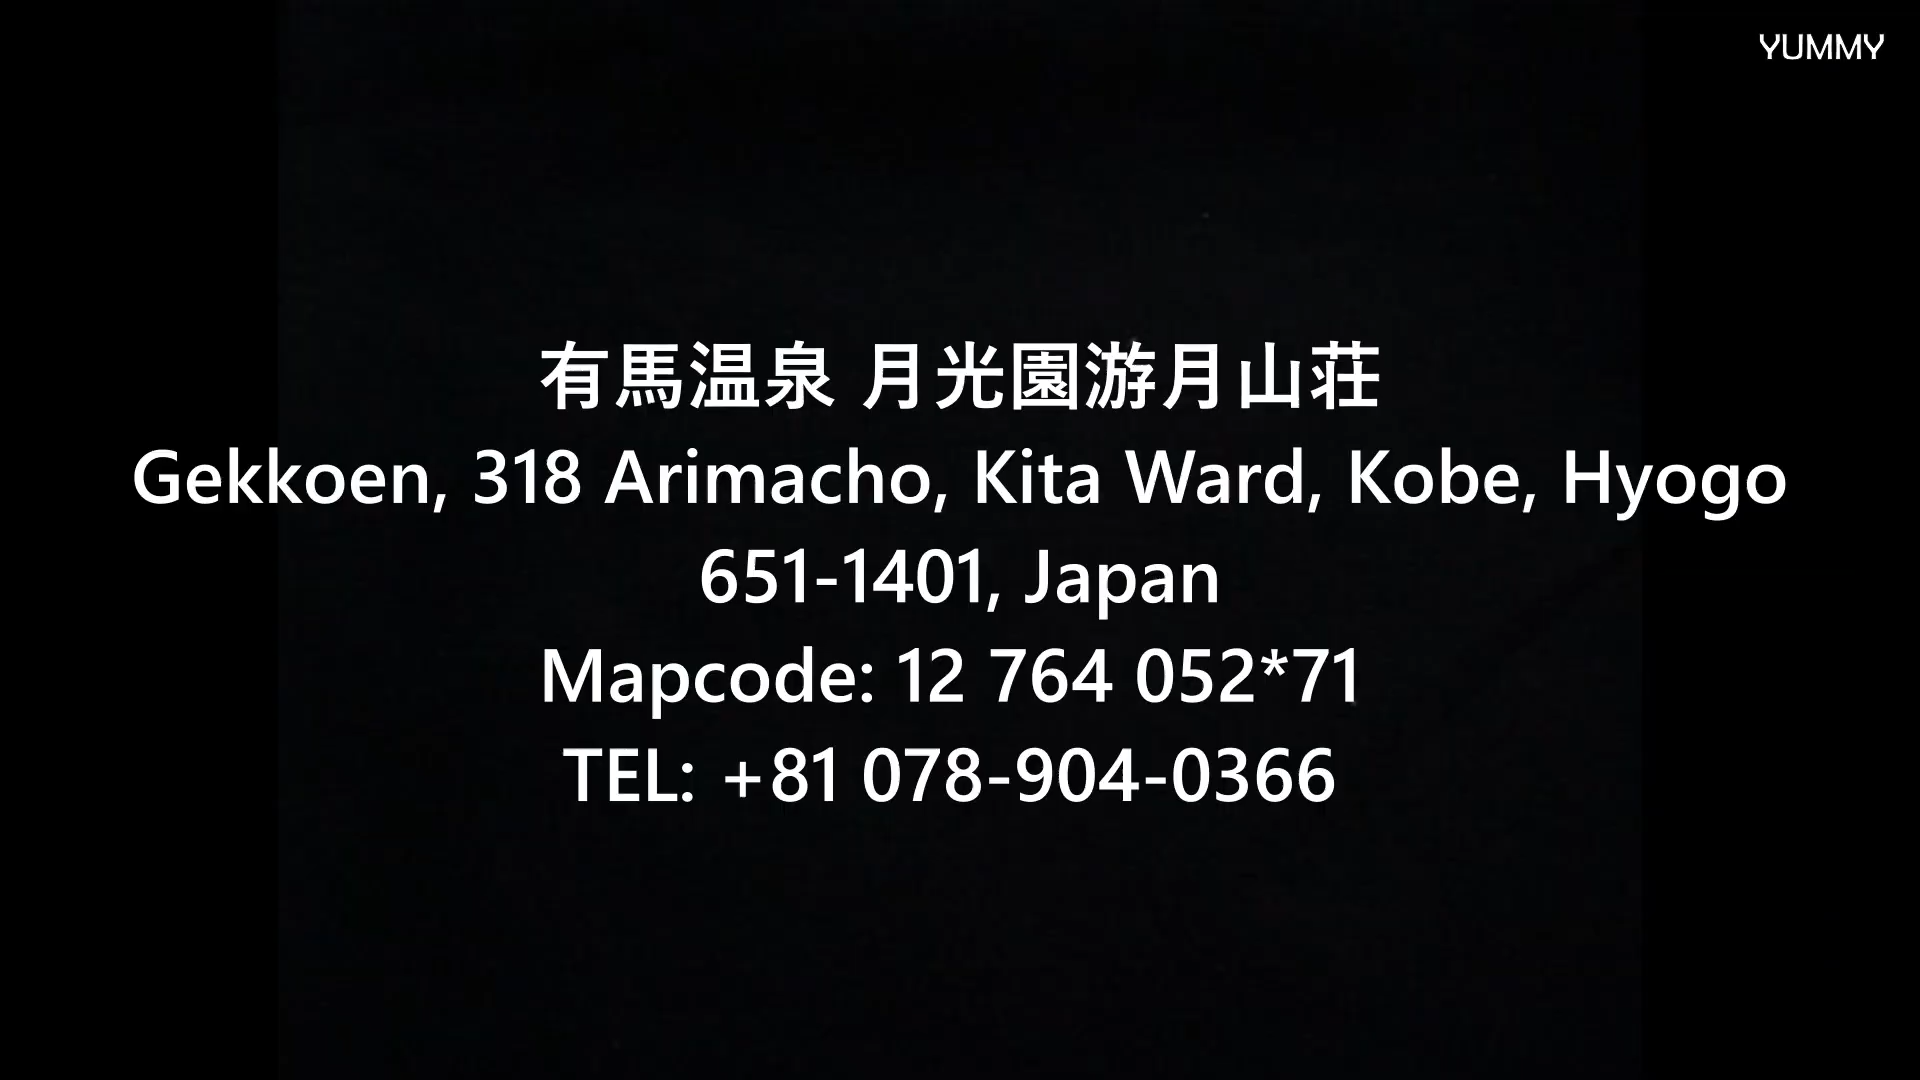 YUMMY
有馬温泉 月光園游月山荘
Gekkoen, 318 Arimacho, Kita Ward, Kobe, Hyogo
651-1401, Japan
Mapcode: 12 764 052*71
TEL: +81 078-904-0366